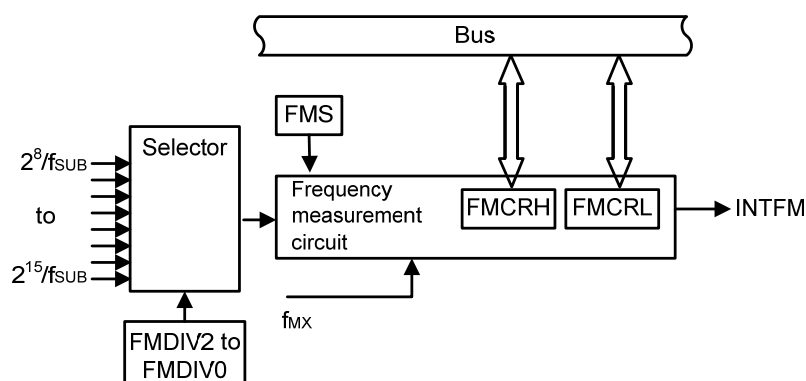 Bus
FMS
Selector
2⁸/fSUB
to
2¹⁵/fSUB
Frequency
measurement
circuit
FMCRH
FMCRL
INTFM
fMX
FMDIV2 to
FMDIV0